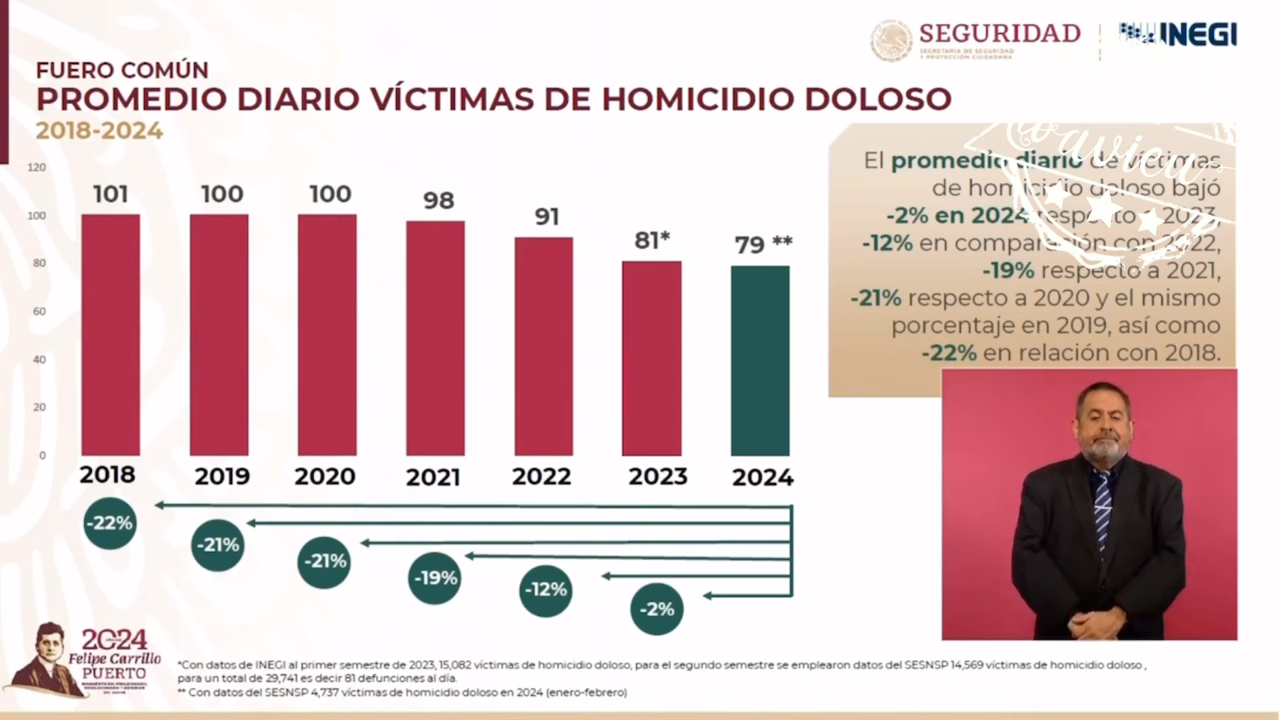 SEGURIDAD
SECRETARÍA DE SEGURIDAD
Y PROTECCIÓN CIUDADANA
INEGI
FUERO COMÚN
PROMEDIO DIARIO VÍCTIMAS DE HOMICIDIO DOLOSO
2018-2024
120
100
80
60
40
20
0
101
100
100
98
91
81*
79 **
2018
2019
2020
2021
2022
2023
2024
-22%
-21%
-21%
-19%
-12%
-2%
El promedio diario de víctimas
de homicidio doloso bajó
-2% en 2024 respecto a 2023,
-12% en comparación con 2022,
-19% respecto a 2021,
-21% respecto a 2020 y el mismo
porcentaje en 2019, así como
-22% en relación con 2018.
2024
Felipe Carrillo
PUERTO
*Con datos de INEGI al primer semestre de 2023, 15,082 víctimas de homicidio doloso, para el segundo semestre se emplearon datos del SESNSP 14,569 víctimas de homicidio doloso ,
para un total de 29,741 es decir 81 defunciones al día.
** Con datos del SESNSP 4,737 víctimas de homicidio doloso en 2024 (enero-febrero)